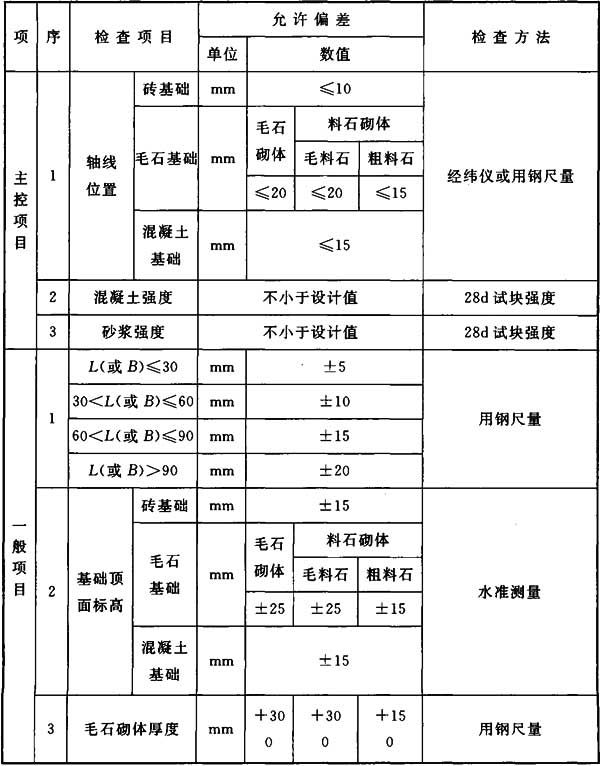 项 序 检查项目 允许偏差 检查方法
单位 数值
主控项目 1 轴线位置 砖基础 mm ≤10 经纬仪或用钢尺量
毛石基础 mm 毛石砌体 料石砌体
毛料石 粗料石
≤20 ≤20 ≤15
混凝土基础 mm ≤15
2 混凝土强度 不小于设计值 28d试块强度
3 砂浆强度 不小于设计值 28d试块强度
一般项目 1 L(或B)≤30 mm ±5 用钢尺量
30<L(或B)≤60 mm ±10
60<L(或B)≤90 mm ±15
L(或B)>90 mm ±20
2 基础顶面标高 砖基础 mm ±15 水准测量
毛石基础 mm 毛石砌体 料石砌体
毛料石 粗料石
±25 ±25 ±15
混凝土基础 mm ±15
3 毛石砌体厚度 mm +30 +30 +15 用钢尺量
0 0 0